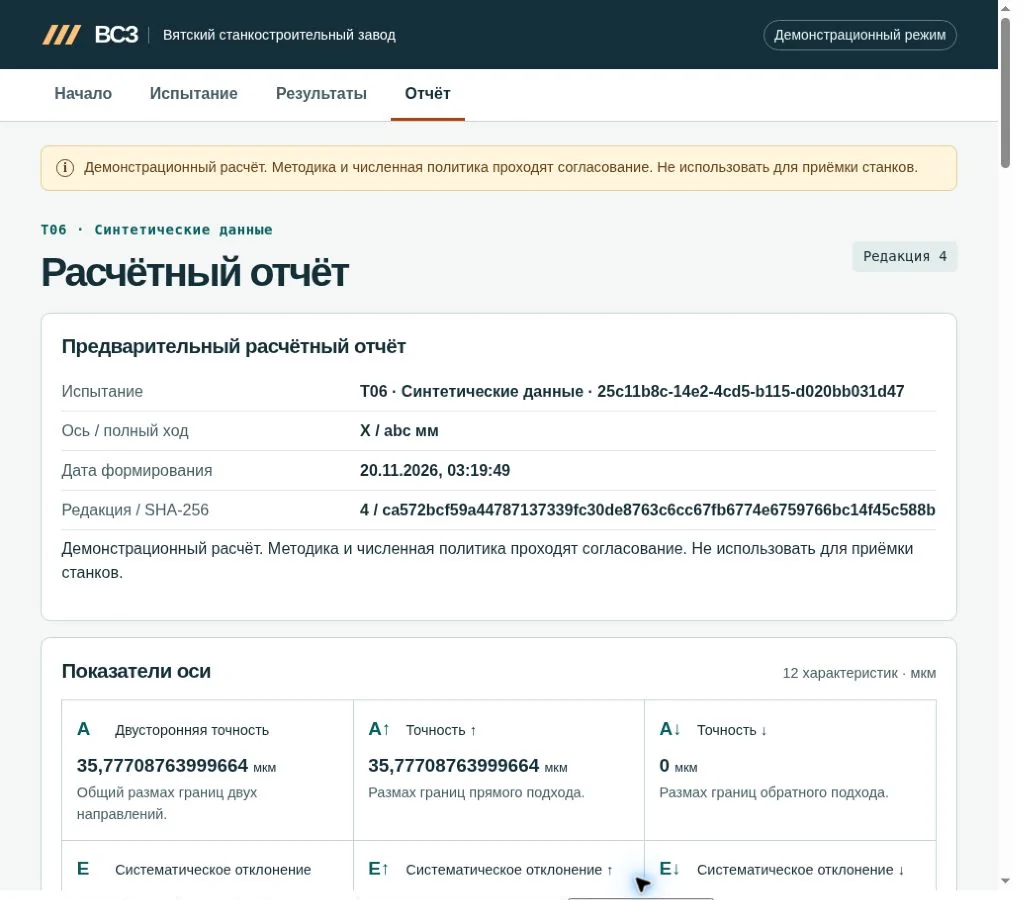 ВСЗ
Вятский станкостроительный завод
Демонстрационный режим
Начало
Испытание
Результаты
Отчёт
Демонстрационный расчёт. Методика и численная политика проходят согласование. Не использовать для приёмки станков.
T06 · Синтетические данные
Расчётный отчёт
Редакция 4
Предварительный расчётный отчёт
Испытание
T06 · Синтетические данные · 25c11b8c-14e2-4cd5-b115-d020bb031d47
Ось / полный ход
X / abc мм
Дата формирования
20.11.2026, 03:19:49
Редакция / SHA-256
4 / ca572bcf59a44787137339fc30de8763c6cc67fb6774e6759766bc14f45c588b
Демонстрационный расчёт. Методика и численная политика проходят согласование. Не использовать для приёмки
станков.
Показатели оси
12 характеристик · мкм
A Двусторонняя точность
35,77708763999664 мкм
Общий размах границ двух
направлений.
A↑ Точность ↑
35,77708763999664 мкм
Размах границ прямого подхода.
A↓ Точность ↓
0 мкм
Размах границ обратного подхода.
E Систематическое отклонение
E↑ Систематическое отклонение ↑
E↓ Систематическое отклонение ↓